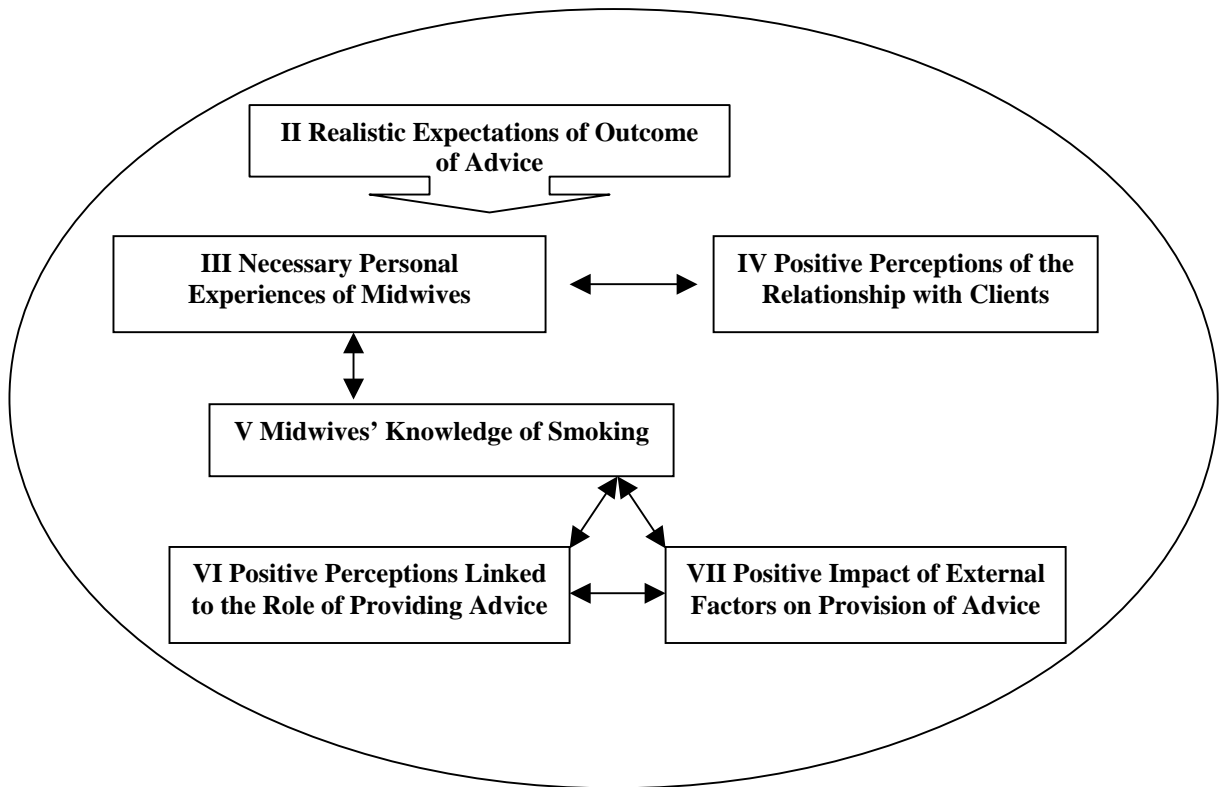 II Realistic Expectations of Outcome
of Advice
III Necessary Personal
Experiences of Midwives
IV Positive Perceptions of the
Relationship with Clients
V Midwives’ Knowledge of Smoking
VI Positive Perceptions Linked
to the Role of Providing Advice
VII Positive Impact of External
Factors on Provision of Advice